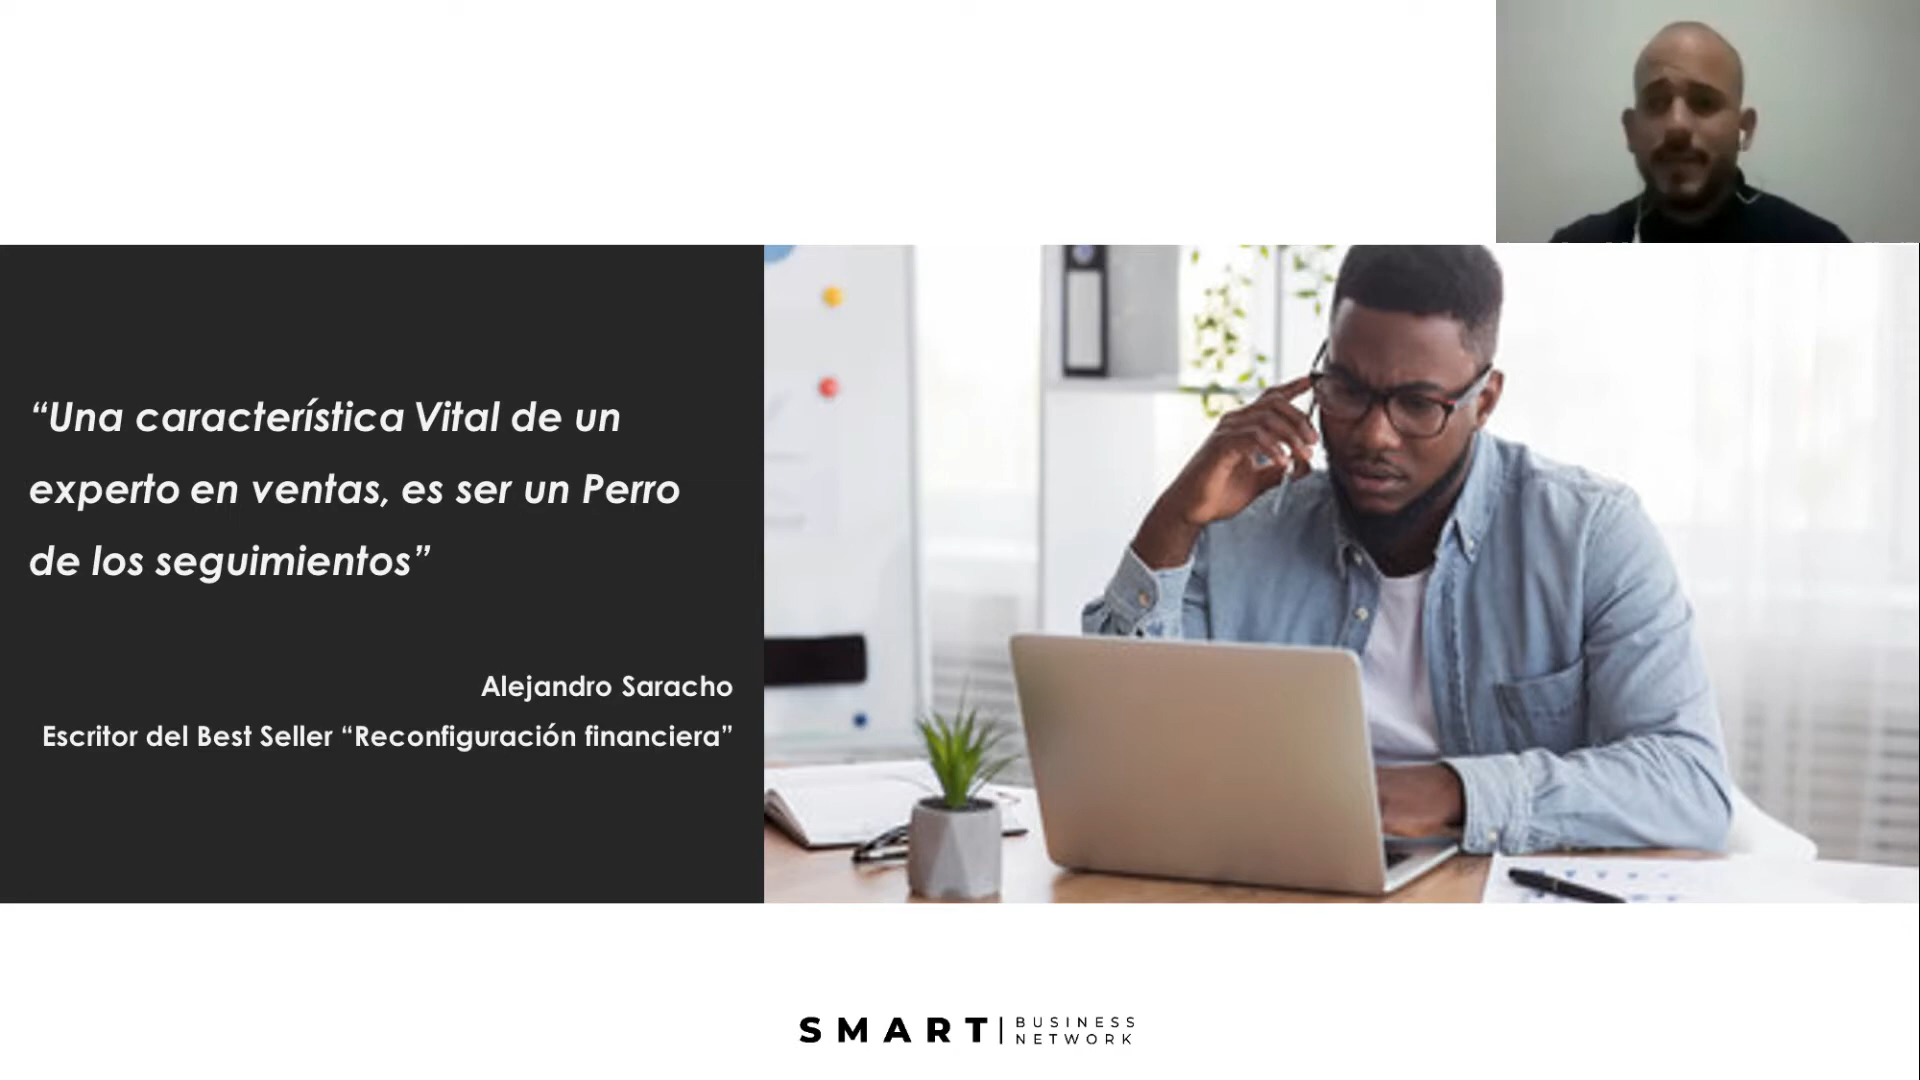 “Una característica Vital de un
experto en ventas, es ser un Perro
de los seguimientos”
Alejandro Saracho
Escritor del Best Seller “Reconfiguración financiera”
SMART | BUSINESS
NETWORK